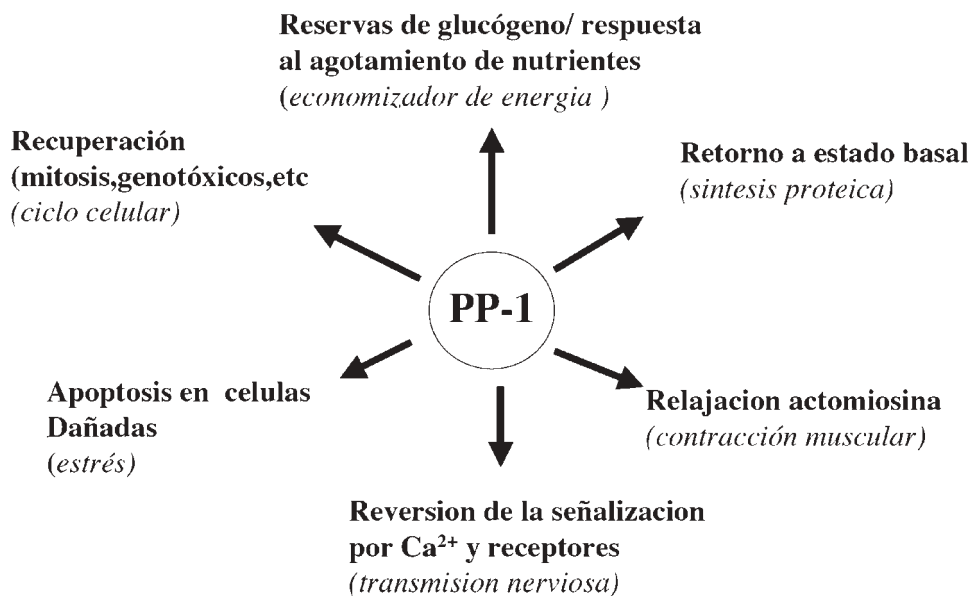 Reservas de glucógeno/ respuesta
al agotamiento de nutrientes
(economizador de energia )
Recuperación
(mitosis,genotóxicos,etc
(ciclo celular)
Retorno a estado basal
(sintesis proteica)
PP-1
Apoptosis en celulas
Dañadas
(estrés)
Relajacion actomiosina
(contracción muscular)
Reversion de la señalizacion
por Ca²⁺ y receptores
(transmision nerviosa)